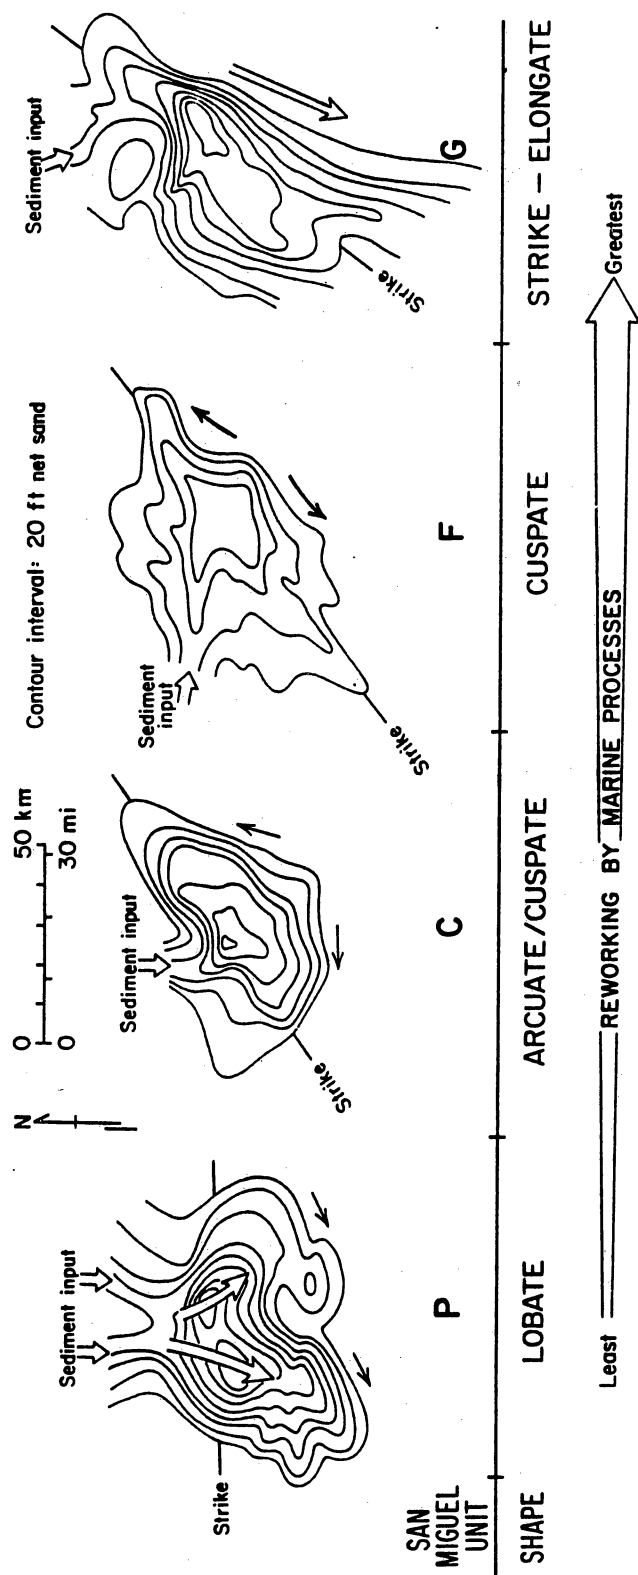 N
0 50 km
0 30 mi
Contour interval: 20 ft net sand
Sediment input
Strike
Sediment input
Strike
Sediment
input
Strike
Sediment input
Strike
SAN
MIGUEL
UNIT
P
C
F
G
SHAPE
LOBATE
ARCUATE/CUSPATE
CUSPATE
STRIKE – ELONGATE
Least
REWORKING BY MARINE PROCESSES
Greatest